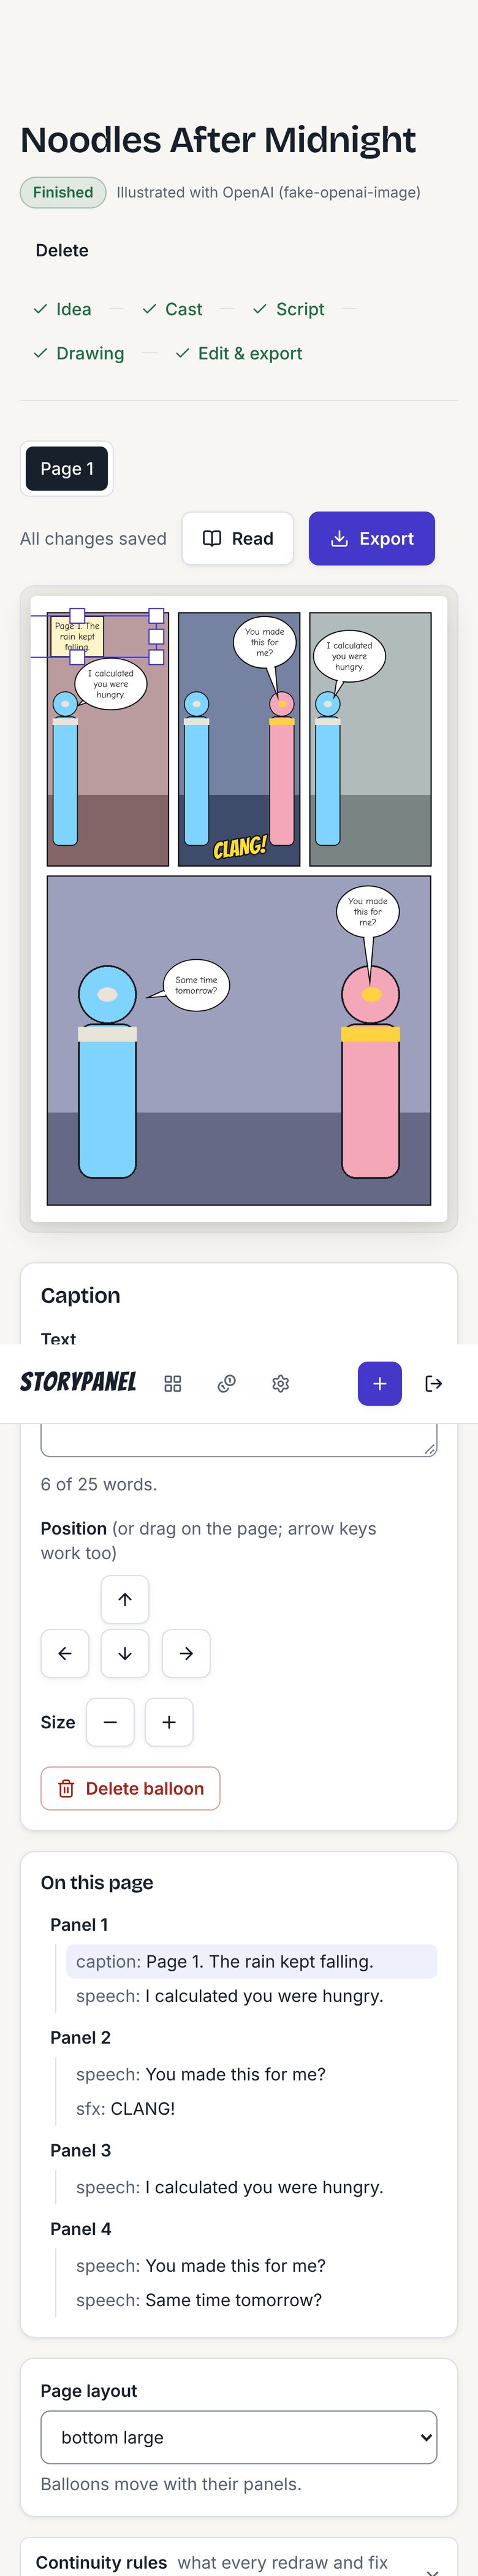 Noodles After Midnight
Finished Illustrated with OpenAI (fake-openai-image)
Delete
Idea — Cast — Script —
Drawing — Edit & export
Page 1
All changes saved Read Export
Page 1. The
rain kept
falling.
I calculated
you were
hungry.
You made
this for
me?
CLANG!
I calculated
you were
hungry.
You made
this for
me?
Same time
tomorrow?
Caption
Text
STORYPANEL
6 of 25 words.
Position (or drag on the page; arrow keys
work too)
Size
Delete balloon
On this page
Panel 1
caption: Page 1. The rain kept falling.
speech: I calculated you were hungry.
Panel 2
speech: You made this for me?
sfx: CLANG!
Panel 3
speech: I calculated you were hungry.
Panel 4
speech: You made this for me?
speech: Same time tomorrow?
Page layout
bottom large
Balloons move with their panels.
Continuity rules what every redraw and fix